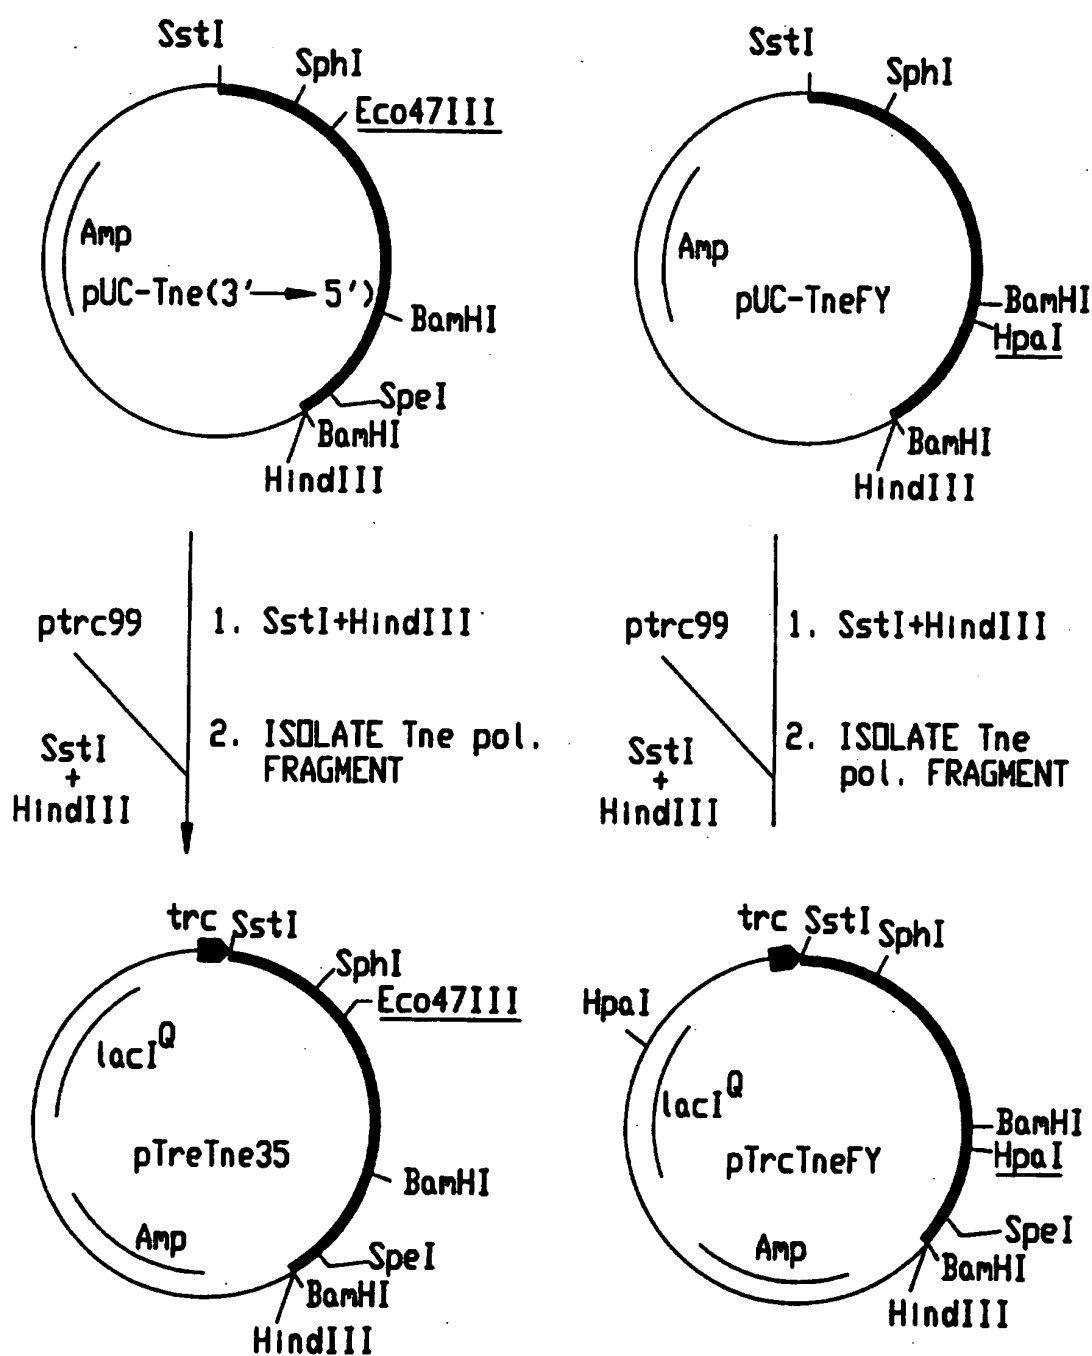 SstI
SphI
Eco47III
Amp
pUC-Tne(3'→5')
BamHI
SpeI
BamHI
HindIII
SstI
SphI
Amp
pUC-TneFY
BamHI
HpaI
BamHI
HindIII
ptrc99
1. SstI+HindIII
2. ISOLATE Tne pol.
FRAGMENT
SstI
+
HindIII
ptrc99
1. SstI+HindIII
2. ISOLATE Tne
pol. FRAGMENT
SstI
+
HindIII
trc SstI
SphI
Eco47III
lacI^Q
pTreTne35
BamHI
Amp
SpeI
BamHI
HindIII
trc SstI
SphI
HpaI
lacI^Q
BamHI
HpaI
pTrcTneFY
SpeI
Amp
BamHI
HindIII